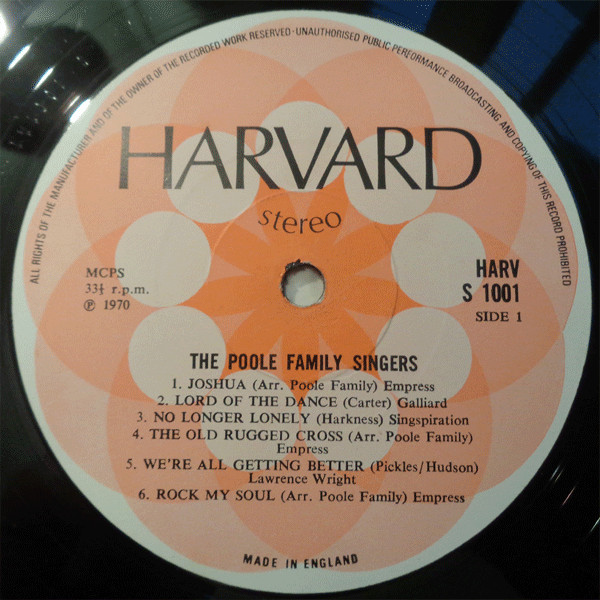 ALL RIGHTS OF THE MANUFACTURER AND OF THE OWNER OF THE RECORDED WORK RESERVED · UNAUTHORISED PUBLIC PERFORMANCE BROADCASTING AND COPYING OF THIS RECORD PROHIBITED
HARVARD
stereo
MCPS
33⅓ r.p.m.
℗ 1970
HARV
S 1001
SIDE 1
THE POOLE FAMILY SINGERS
1. JOSHUA (Arr. Poole Family) Empress
2. LORD OF THE DANCE (Carter) Galliard
3. NO LONGER LONELY (Harkness) Singspiration
4. THE OLD RUGGED CROSS (Arr. Poole Family)
Empress
5. WE'RE ALL GETTING BETTER (Pickles/Hudson)
Lawrence Wright
6. ROCK MY SOUL (Arr. Poole Family) Empress
MADE IN ENGLAND